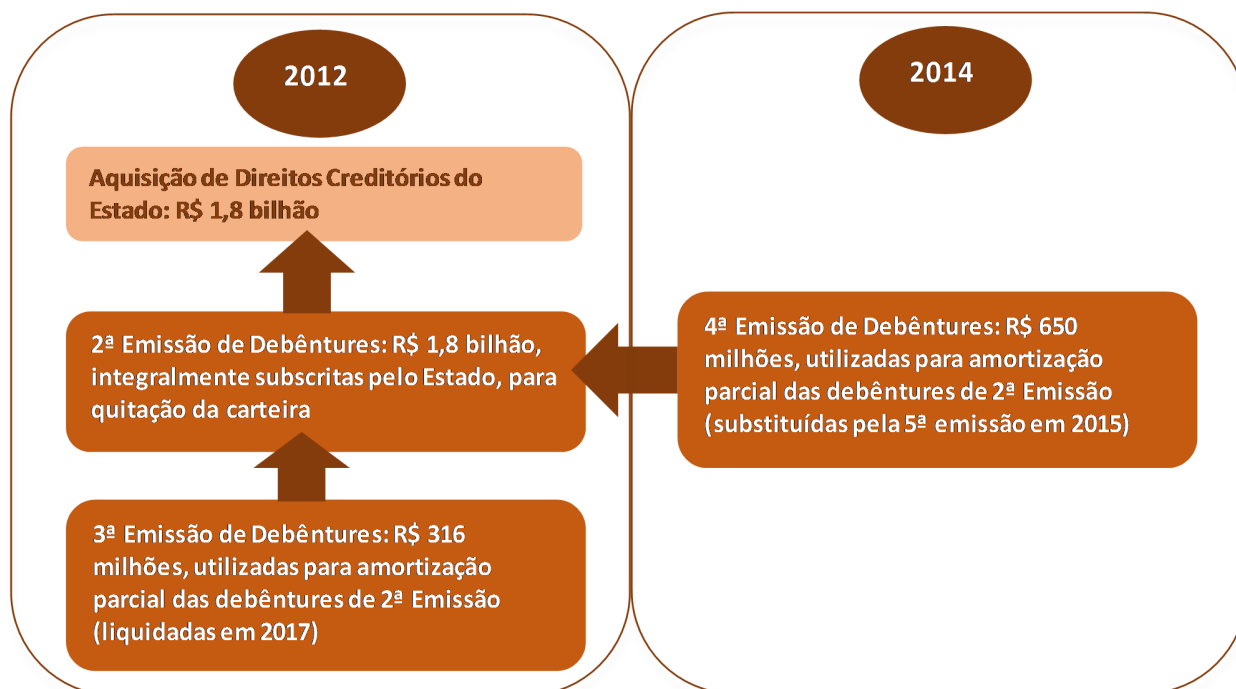 2012
Aquisição de Direitos Creditórios do
Estado: R$ 1,8 bilhão
2ª Emissão de Debêntures: R$ 1,8 bilhão,
integralmente subscritas pelo Estado, para
quitação da carteira
3ª Emissão de Debêntures: R$ 316
milhões, utilizadas para amortização
parcial das debêntures de 2ª Emissão
(liquidadas em 2017)
2014
4ª Emissão de Debêntures: R$ 650
milhões, utilizadas para amortização
parcial das debêntures de 2ª Emissão
(substituídas pela 5ª emissão em 2015)